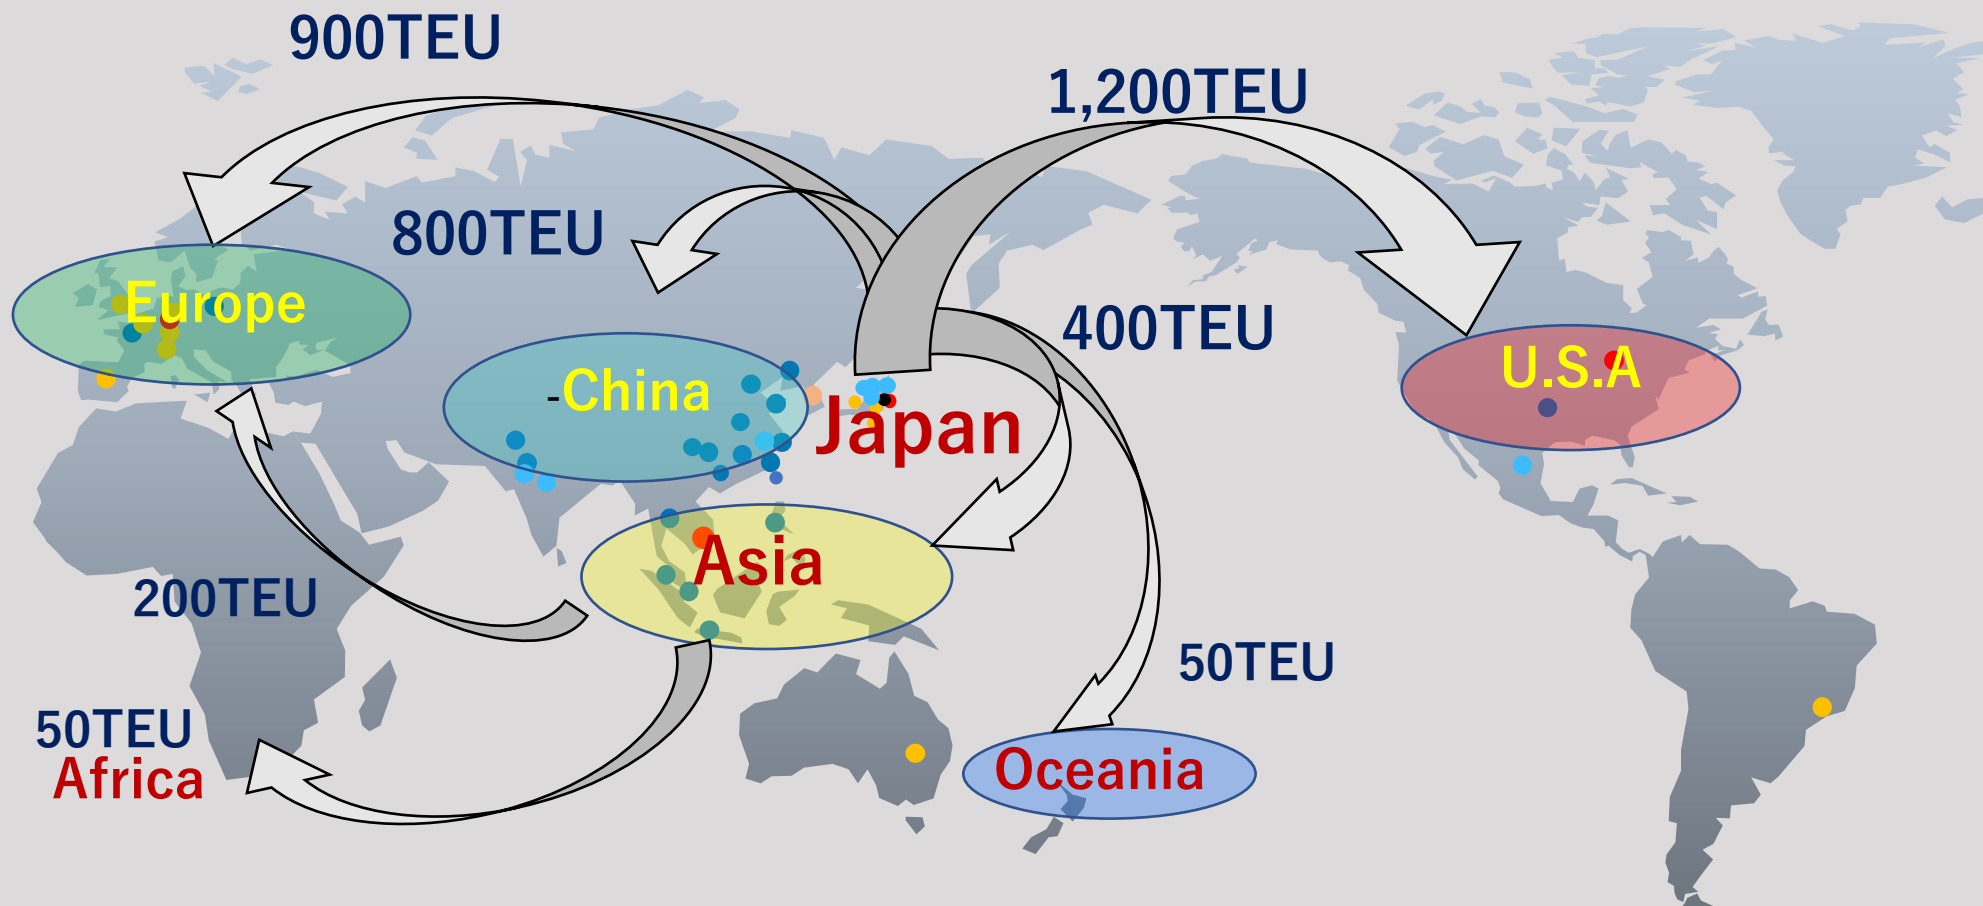 900TEU
1,200TEU
800TEU
Europe
400TEU
U.S.A
-China
Japan
Asia
200TEU
50TEU
50TEU
Africa
Oceania